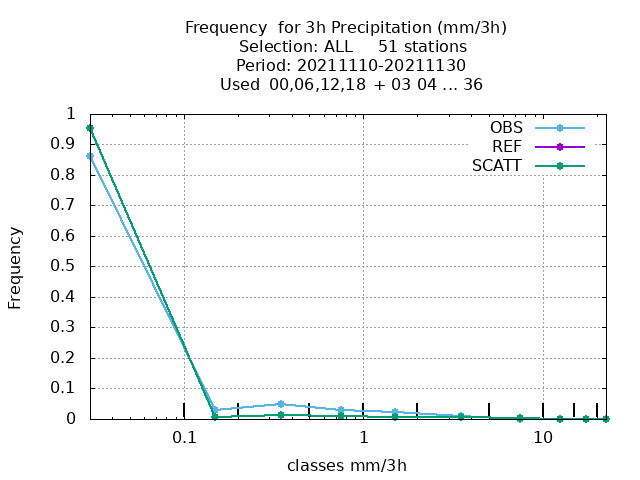 Frequency  for 3h Precipitation (mm/3h)
Selection: ALL     51 stations
Period: 20211110-20211130
Used  00,06,12,18  + 03 04 ... 36
OBS
REF
SCATT
1
0.9
0.8
0.7
0.6
0.5
0.4
0.3
0.2
0.1
0
Frequency
0.1
1
10
classes mm/3h